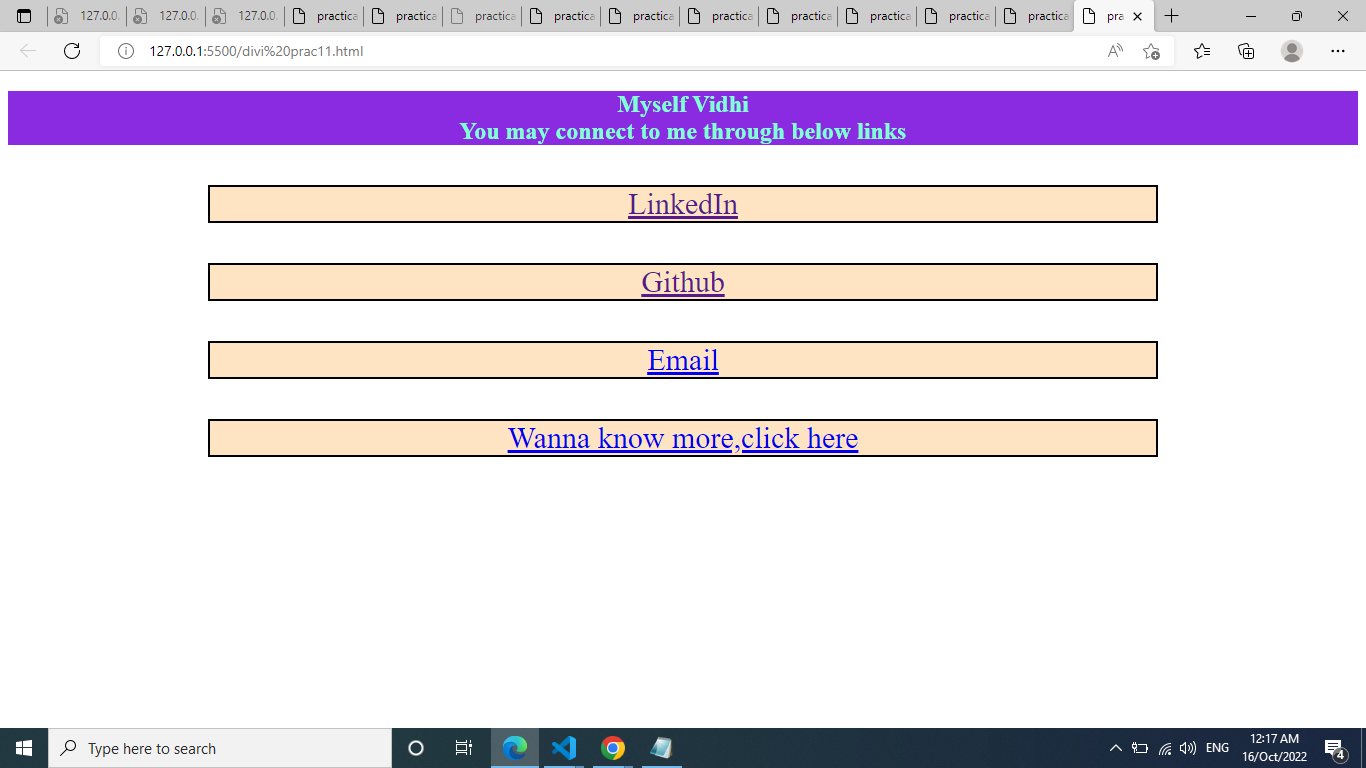 127.0.0. 127.0.0. 127.0.0. practica practica practica practica practica practica practica practica practica practica pra
127.0.0.1:5500/divi%20prac11.html
Myself Vidhi
You may connect to me through below links
LinkedIn
Github
Email
Wanna know more,click here
Type here to search
ENG
12:17 AM
16/Oct/2022
4